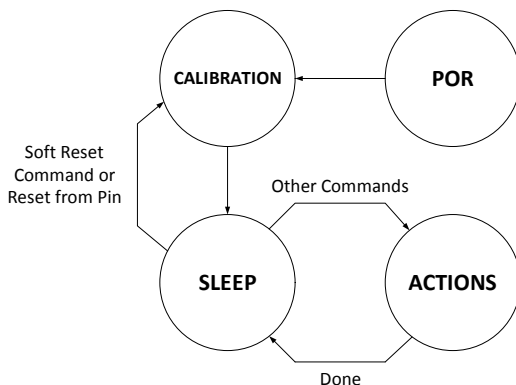 CALIBRATION
POR
Soft Reset
Command or
Reset from Pin
Other Commands
SLEEP
ACTIONS
Done